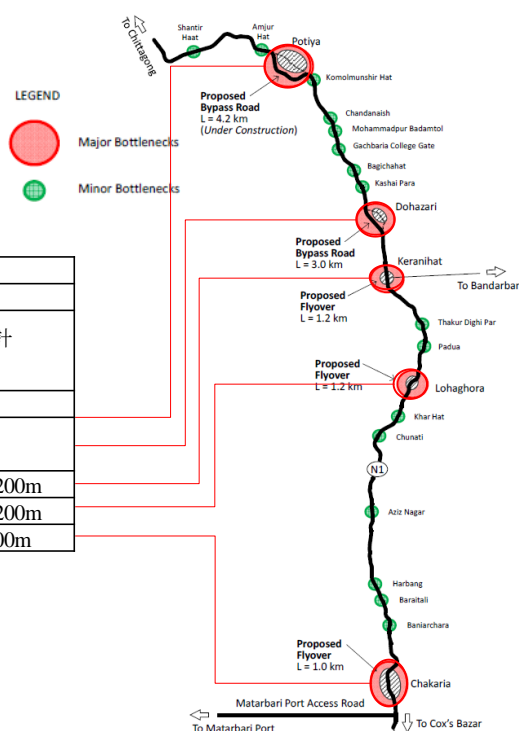 To Chittagong
Shantir
Haat
Amjur
Hat
Potiya
LEGEND
Major Bottlenecks
Minor Bottlenecks
Proposed
Bypass Road
L = 4.2 km
(Under Construction)
Komolmunshir Hat
Chandanaish
Mohammadpur Badamtol
Gachbaria College Gate
Bagichahat
Kashai Para
Dohazari
Proposed
Bypass Road
L = 3.0 km
Keranihat
To Bandarban
Proposed
Flyover
L = 1.2 km
Thakur Dighi Par
Padua
Proposed
Flyover
L = 1.2 km
Lohaghora
Khar Hat
Chunati
N1
200m
200m
00m
Aziz Nagar
Harbang
Baraitali
Baniarchara
Proposed
Flyover
L = 1.0 km
Chakaria
Matarbari Port Access Road
To Matarbari Port
To Cox's Bazar